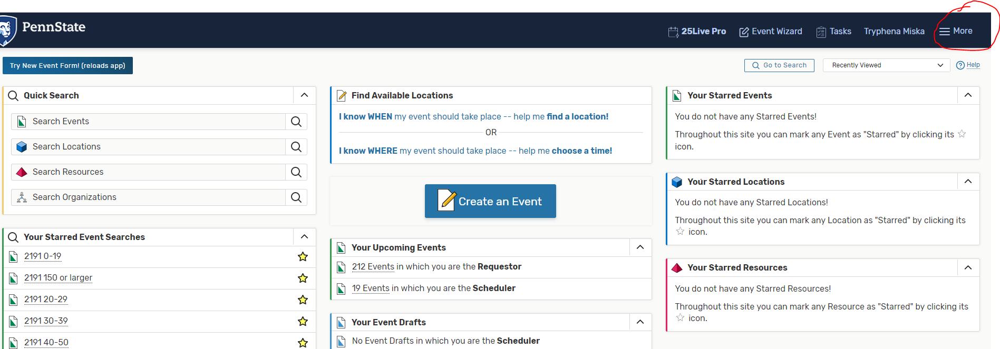 PennState
25Live Pro Event Wizard Tasks Tryphena Miska More
Try New Event Form! (reloads app)
Go to Search Recently Viewed Help
Quick Search
Search Events
Search Locations
Search Resources
Search Organizations
Your Starred Event Searches
2191 0-19
2191 150 or larger
2191 20-29
2191 30-39
2191 40-50
Find Available Locations
I know WHEN my event should take place -- help me find a location!
OR
I know WHERE my event should take place -- help me choose a time!
Create an Event
Your Upcoming Events
212 Events in which you are the Requestor
19 Events in which you are the Scheduler
Your Event Drafts
No Event Drafts in which you are the Scheduler
Your Starred Events
You do not have any Starred Events!
Throughout this site you can mark any Event as "Starred" by clicking its
icon.
Your Starred Locations
You do not have any Starred Locations!
Throughout this site you can mark any Location as "Starred" by clicking its
icon.
Your Starred Resources
You do not have any Starred Resources!
Throughout this site you can mark any Resource as "Starred" by clicking its
icon.